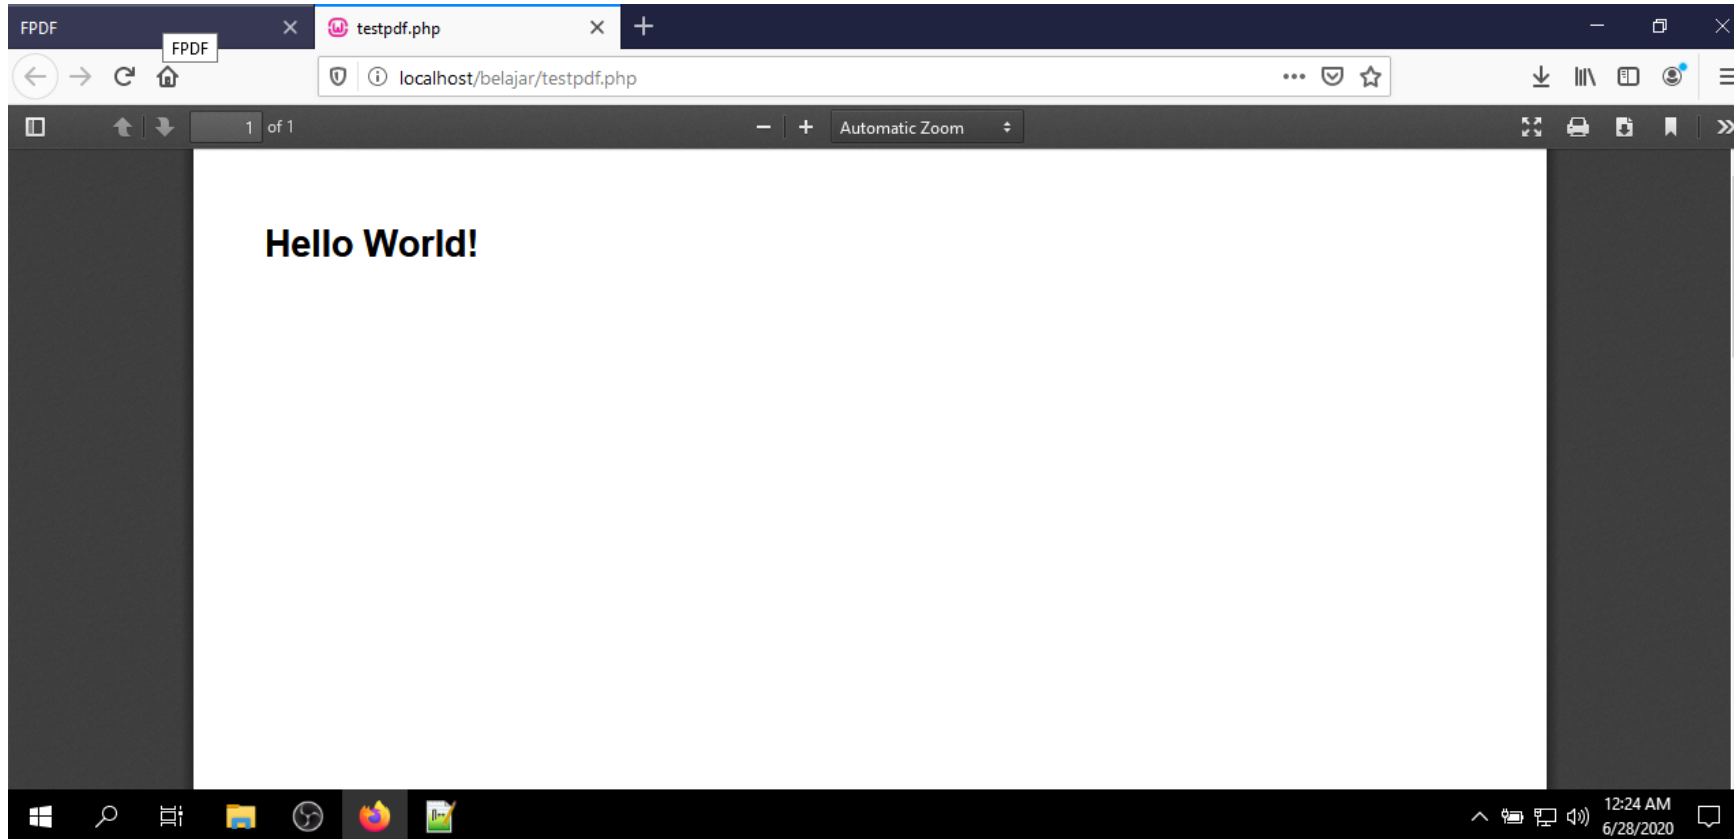 FPDF
testpdf.php
FPDF
localhost/belajar/testpdf.php
1 of 1
Automatic Zoom
Hello World!
12:24 AM
6/28/2020